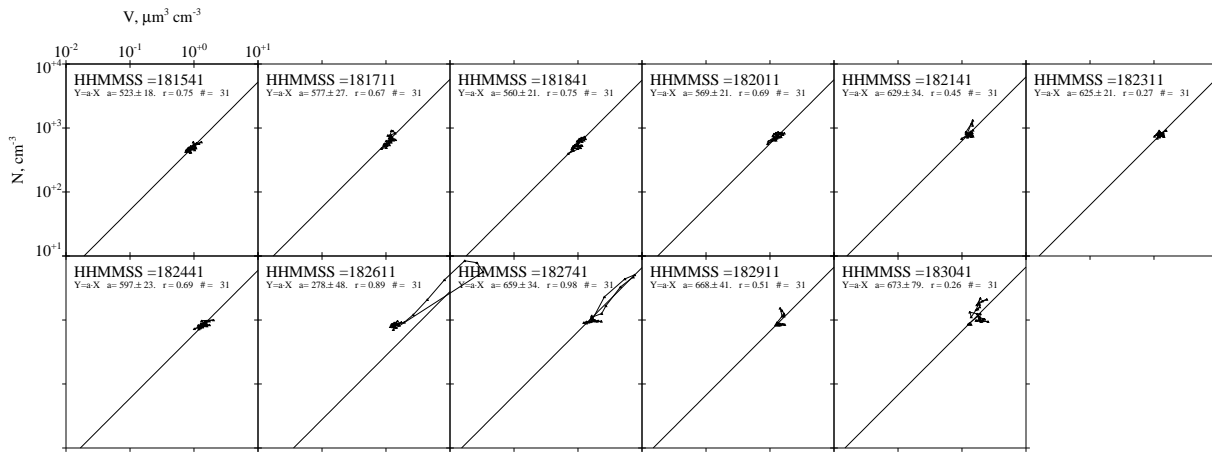 V, μm³ cm⁻³
10⁻² 10⁻¹ 10⁺⁰ 10⁺¹
N, cm⁻³
10⁺⁴
10⁺³
10⁺²
10⁺¹
HHMMSS =181541
Y=a·X a= 523.± 18. r = 0.75 # = 31
HHMMSS =181711
Y=a·X a= 577.± 27. r = 0.67 # = 31
HHMMSS =181841
Y=a·X a= 560.± 21. r = 0.75 # = 31
HHMMSS =182011
Y=a·X a= 569.± 21. r = 0.69 # = 31
HHMMSS =182141
Y=a·X a= 629.± 34. r = 0.45 # = 31
HHMMSS =182311
Y=a·X a= 625.± 21. r = 0.27 # = 31
HHMMSS =182441
Y=a·X a= 597.± 23. r = 0.69 # = 31
HHMMSS =182611
Y=a·X a= 278.± 48. r = 0.89 # = 31
HHMMSS =182741
Y=a·X a= 659.± 34. r = 0.98 # = 31
HHMMSS =182911
Y=a·X a= 668.± 41. r = 0.51 # = 31
HHMMSS =183041
Y=a·X a= 673.± 79. r = 0.26 # = 31